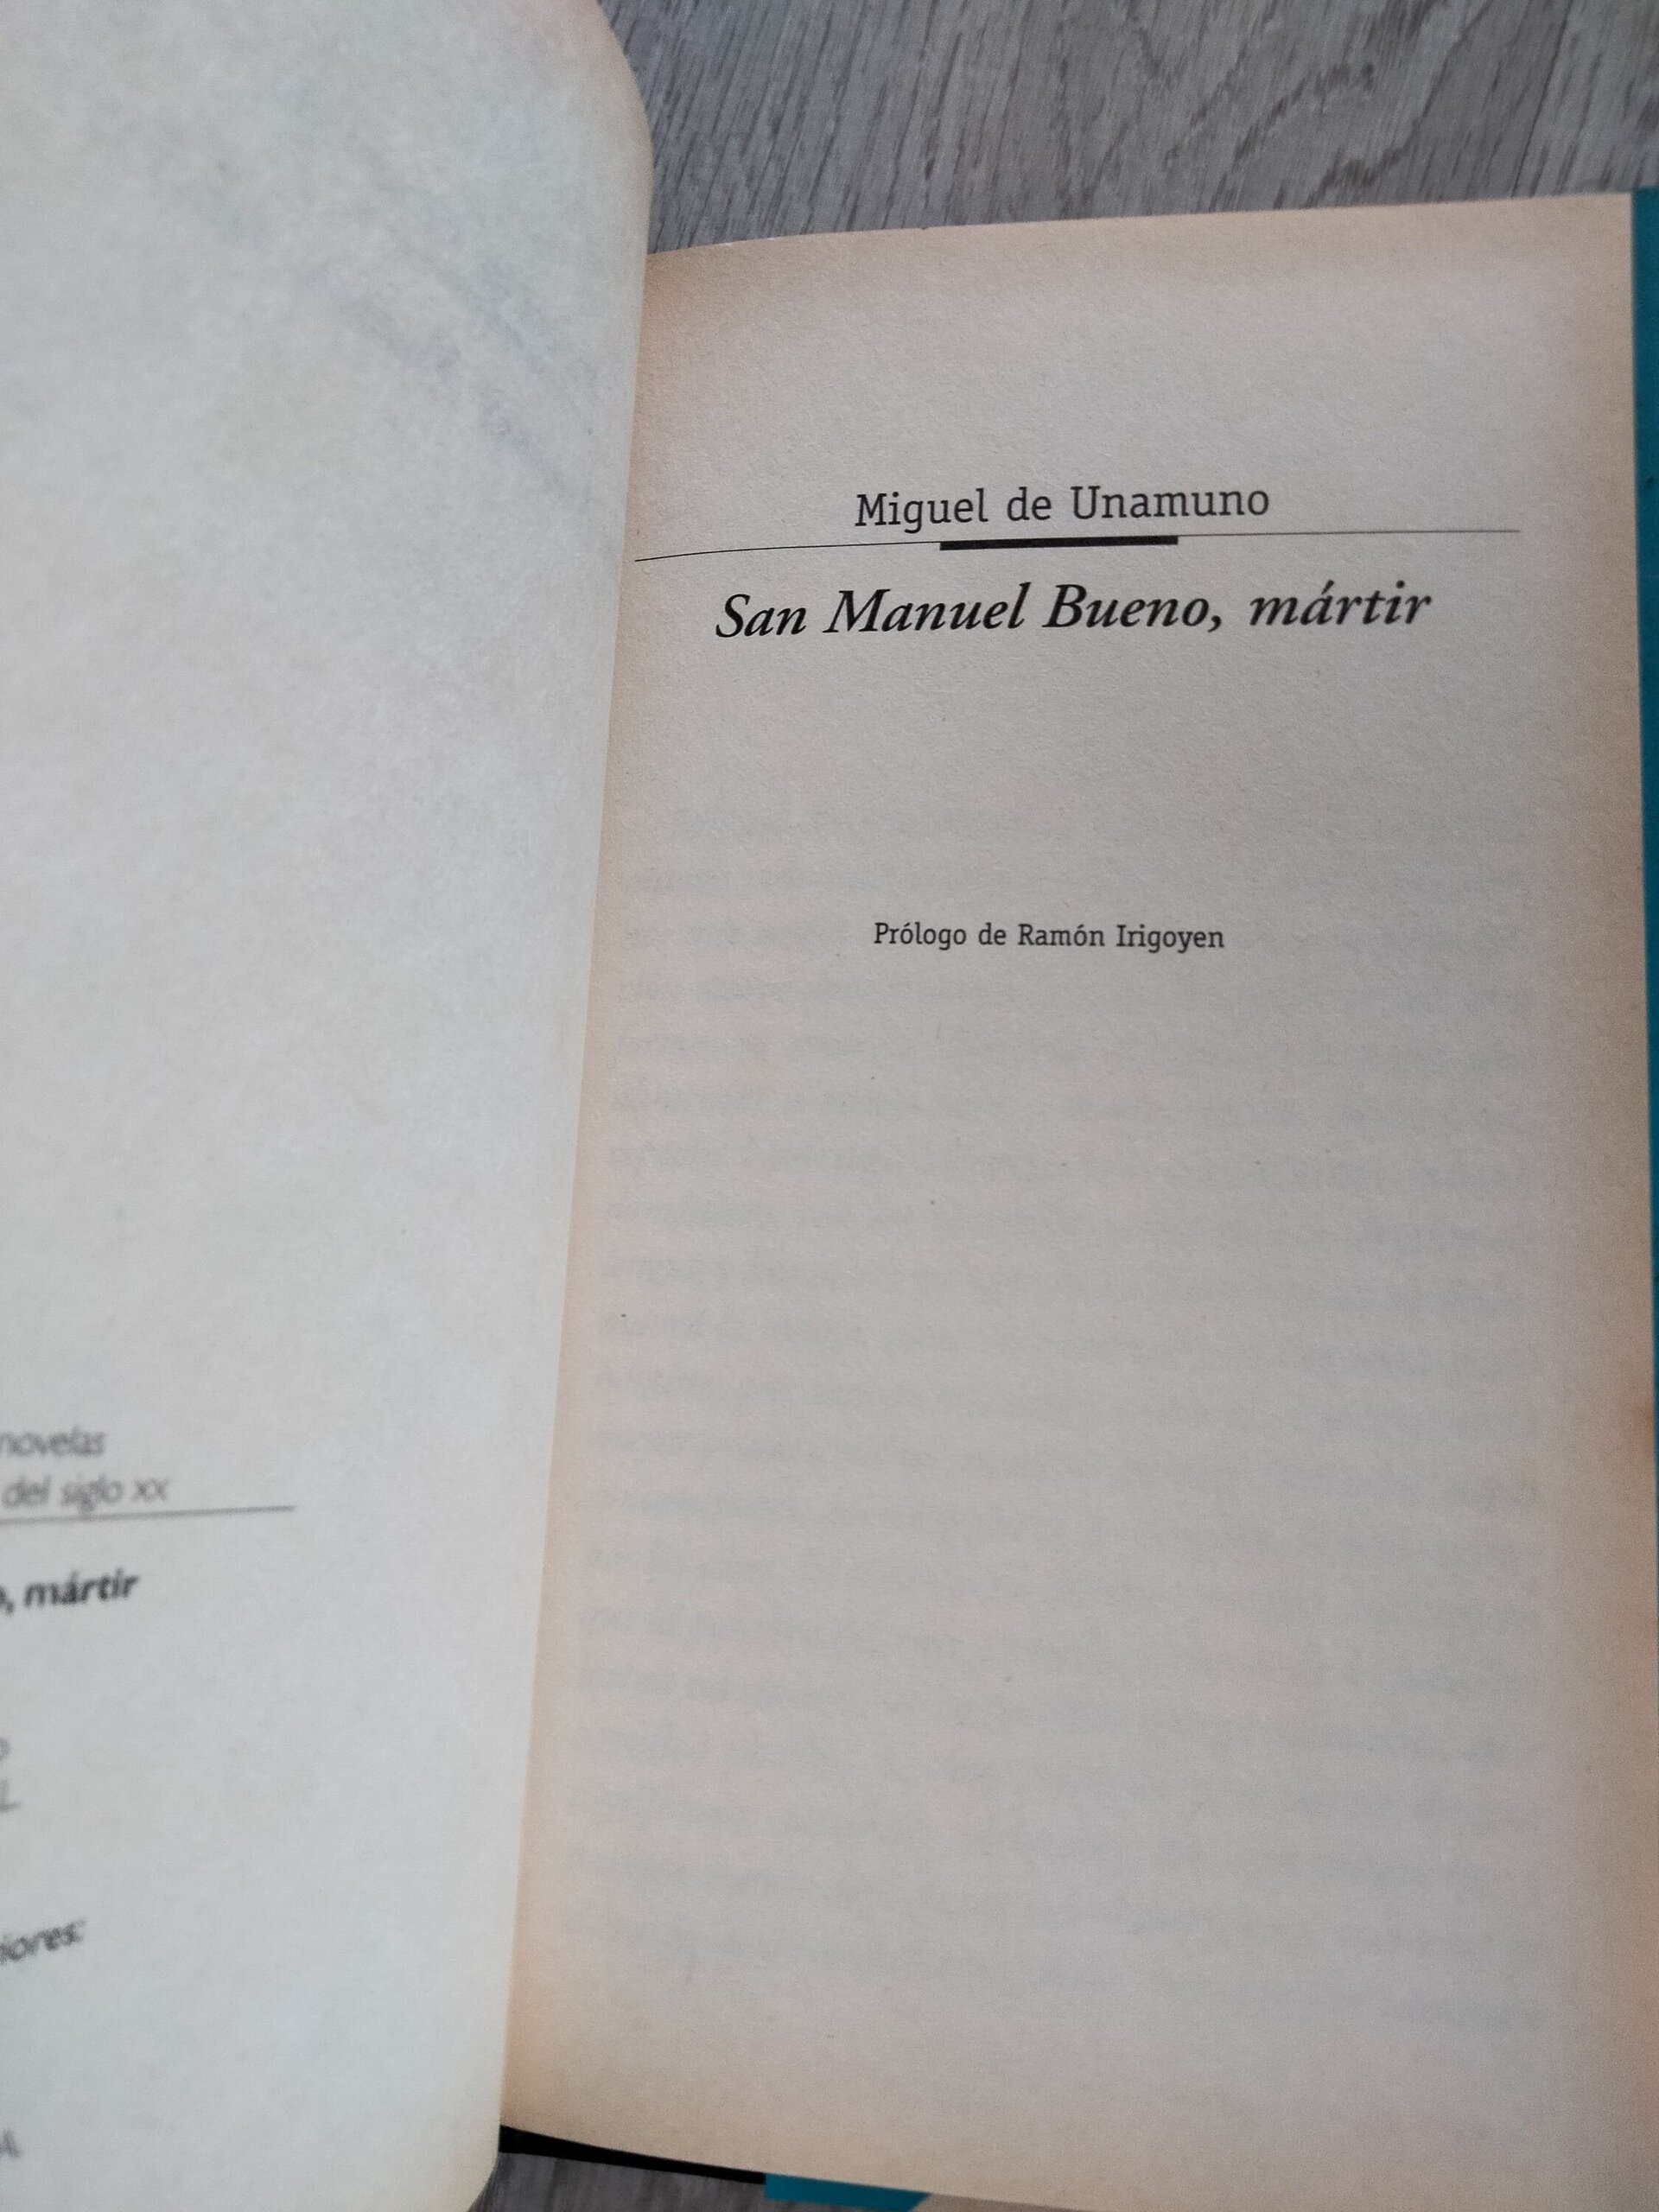 novelas
del siglo XX
, mártir
Miguel de Unamuno
San Manuel Bueno, mártir
Prólogo de Ramón Irigoyen